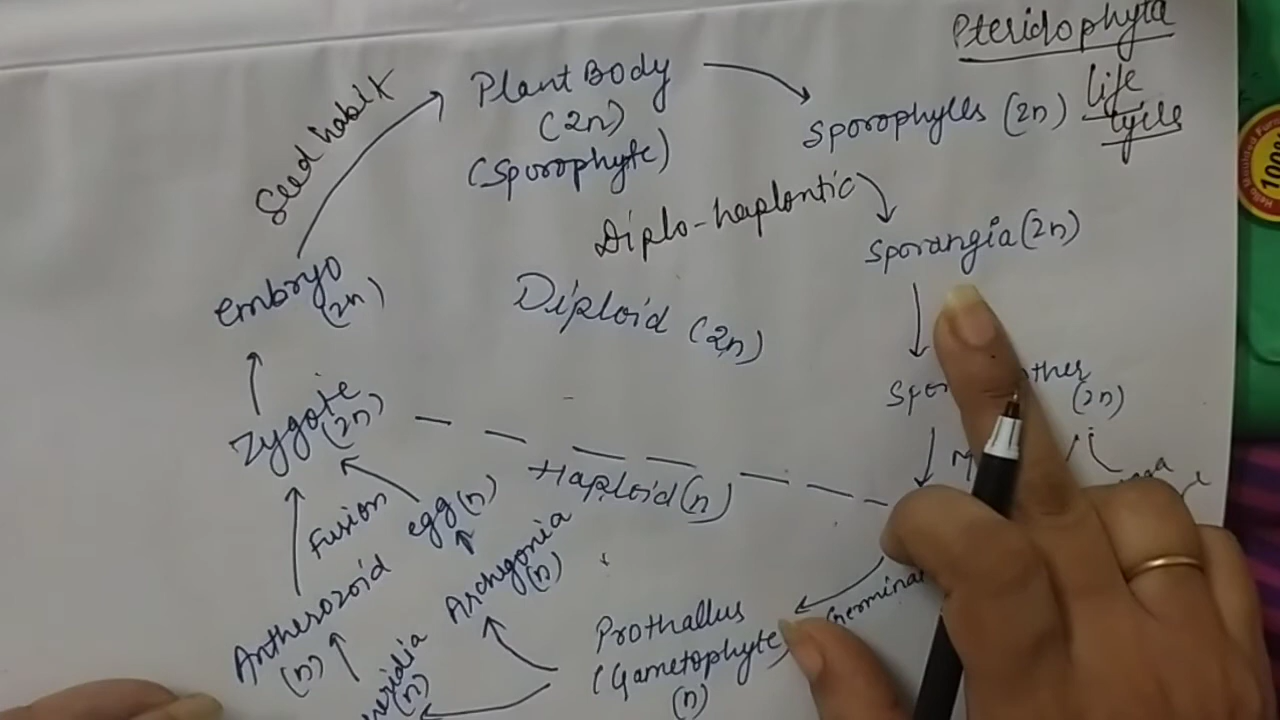 Pteridophyta
life
cycle
Plant Body
(2n)
(Sporophyte)
Sporophylls (2n)
Seed habit
Diplo-haplontic
Sporangia (2n)
embryo
(2n)
Diploid (2n)
(2n)
Zygote
(2n)
Haploid(n)
Fusion
egg(n)
Archegonia
(n)
Antherozoid
(n)
Prothallus
(Gametophyte)
(n)
(n)
100%